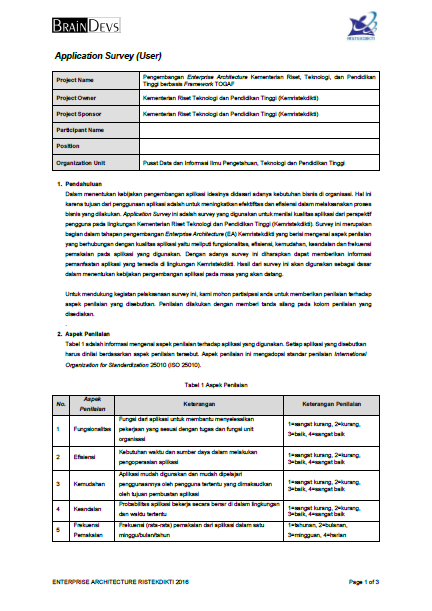 BRAINDEVS
RISTEKDIKTI
Application Survey (User)
Project Name
Pengembangan Enterprise Architecture Kementerian Riset, Teknologi, dan Pendidikan
Tinggi berbasis Framework TOGAF
Project Owner
Kementerian Riset Teknologi dan Pendidikan Tinggi (Kemristekdikti)
Project Sponsor
Kementerian Riset Teknologi dan Pendidikan Tinggi (Kemristekdikti)
Participant Name
Position
Organization Unit
Pusat Data dan Informasi Ilmu Pengetahuan, Teknologi dan Pendidikan Tinggi
1. Pendahuluan
Dalam menentukan kebijakan pengembangan aplikasi idealnya didasari adanya kebutuhan bisnis di organisasi. Hal ini
karena tujuan dari penggunaan aplikasi adalah untuk meningkatkan efektifitas dan efisiensi dalam melaksanakan proses
bisnis yang dilakukan. Application Survey ini adalah survey yang digunakan untuk menilai kualitas aplikasi dari perspektif
pengguna pada lingkungan Kementerian Riset Teknologi dan Pendidikan Tinggi (Kemristekdikti). Survey ini merupakan
bagian dalam tahapan pengembangan Enterprise Architecture (EA) Kemristekdikti yang berisi mengenai aspek penilaian
yang berhubungan dengan kualitas aplikasi yaitu meliputi fungsionalitas, efisiensi, kemudahan, keandalan dan frekuensi
pemakaian pada aplikasi yang digunakan. Dengan adanya survey ini diharapkan dapat memberikan informasi
pemanfaatan aplikasi yang tersedia di lingkungan Kemristekdikti. Hasil dari survey ini akan digunakan sebagai dasar
dalam menentukan kebijakan pengembangan aplikasi pada masa yang akan datang.
Untuk mendukung kegiatan pelaksanaan survey ini, kami mohon partisipasi anda untuk memberikan penilaian terhadap
aspek penilaian yang disebutkan. Penilaian dilakukan dengan memberi tanda silang pada kolom penilaian yang
disediakan.
2. Aspek Penilaian
Tabel 1 adalah informasi mengenai aspek penilaian terhadap aplikasi yang digunakan. Setiap aplikasi yang disebutkan
harus dinilai berdasarkan aspek penilaian tersebut. Aspek penilaian ini mengadopsi standar penilaian International
Organization for Standardization 25010 (ISO 25010).
Tabel 1 Aspek Penilaian
No.
Aspek
Penilaian
Keterangan
Keterangan Penilaian
1
Fungsionalitas
Fungsi dari aplikasi untuk membantu menyelesaikan
pekerjaan yang sesuai dengan tugas dan fungsi unit
organisasi
1=sangat kurang, 2=kurang,
3=baik, 4=sangat baik
2
Efisiensi
Kebutuhan waktu dan sumber daya dalam melakukan
pengoperasian aplikasi
1=sangat kurang, 2=kurang,
3=baik, 4=sangat baik
3
Kemudahan
Aplikasi mudah digunakan dan mudah dipelajari
penggunaannya oleh pengguna tertentu yang dimaksudkan
oleh tujuan pembuatan aplikasi
1=sangat kurang, 2=kurang,
3=baik, 4=sangat baik
4
Keandalan
Probabilitas aplikasi bekerja secara benar di dalam lingkungan
dan waktu tertentu
1=sangat kurang, 2=kurang,
3=baik, 4=sangat baik
5
Frekuensi
Pemakaian
Frekuensi (rata-rata) pemakaian dari aplikasi dalam satu
minggu/bulan/tahun
1=tahunan, 2=bulanan,
3=mingguan, 4=harian
ENTERPRISE ARCHITECTURE RISTEKDIKTI 2016
Page 1 of 3